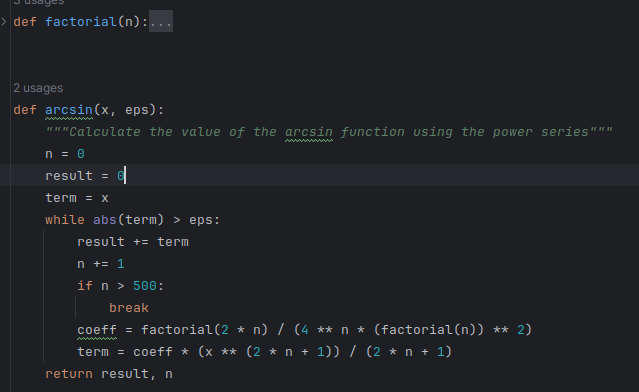 3 usages
def factorial(n):...
2 usages
def arcsin(x, eps):
    """Calculate the value of the arcsin function using the power series"""
    n = 0
    result = 0
    term = x
    while abs(term) > eps:
        result += term
        n += 1
        if n > 500:
            break
        coeff = factorial(2 * n) / (4 ** n * (factorial(n)) ** 2)
        term = coeff * (x ** (2 * n + 1)) / (2 * n + 1)
    return result, n